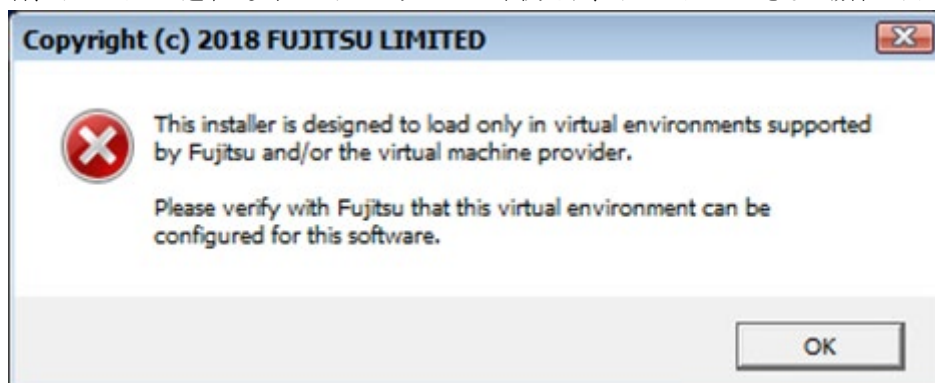 Copyright (c) 2018 FUJITSU LIMITED
This installer is designed to load only in virtual environments supported
by Fujitsu and/or the virtual machine provider.
Please verify with Fujitsu that this virtual environment can be
configured for this software.
OK